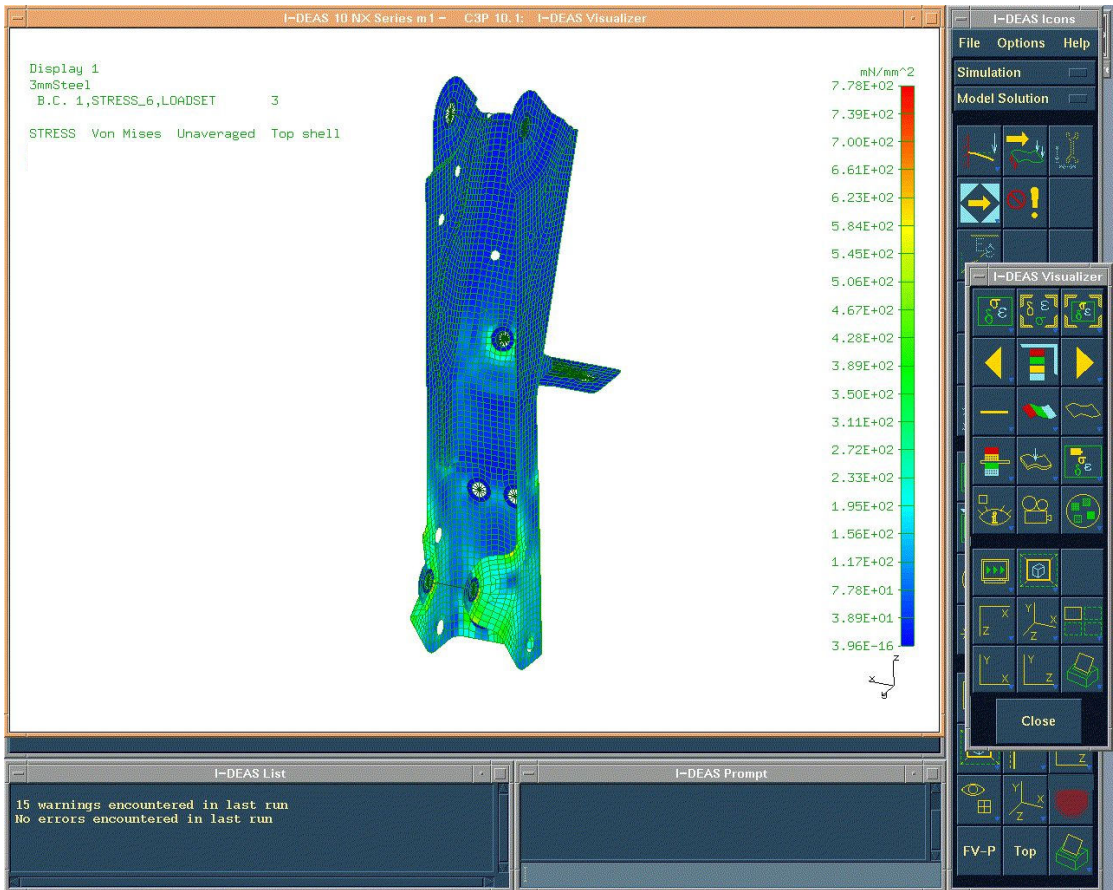 I-DEAS 10 NX Series m1 – C3P 10.1: I-DEAS Visualizer
Display 1
3mmSteel
B.C. 1,STRESS_6,LOADSET 3
STRESS Von Mises Unaveraged Top shell
mN/mm^2
7.78E+02
7.39E+02
7.00E+02
6.61E+02
6.23E+02
5.84E+02
5.45E+02
5.06E+02
4.67E+02
4.28E+02
3.89E+02
3.50E+02
3.11E+02
2.72E+02
2.33E+02
1.95E+02
1.56E+02
1.17E+02
7.78E+01
3.89E+01
3.96E-16
z
x
y
I-DEAS Icons
File Options Help
Simulation
Model Solution
I-DEAS Visualizer
σ
δ ε
δ ε
σ
σ
δ ε
σ
δ ε
i
X
Z
Y
X
Z
Y
X
Y
Z
Close
Z
Y
X
Z
FV-P Top
I-DEAS List
15 warnings encountered in last run
No errors encountered in last run
I-DEAS Prompt